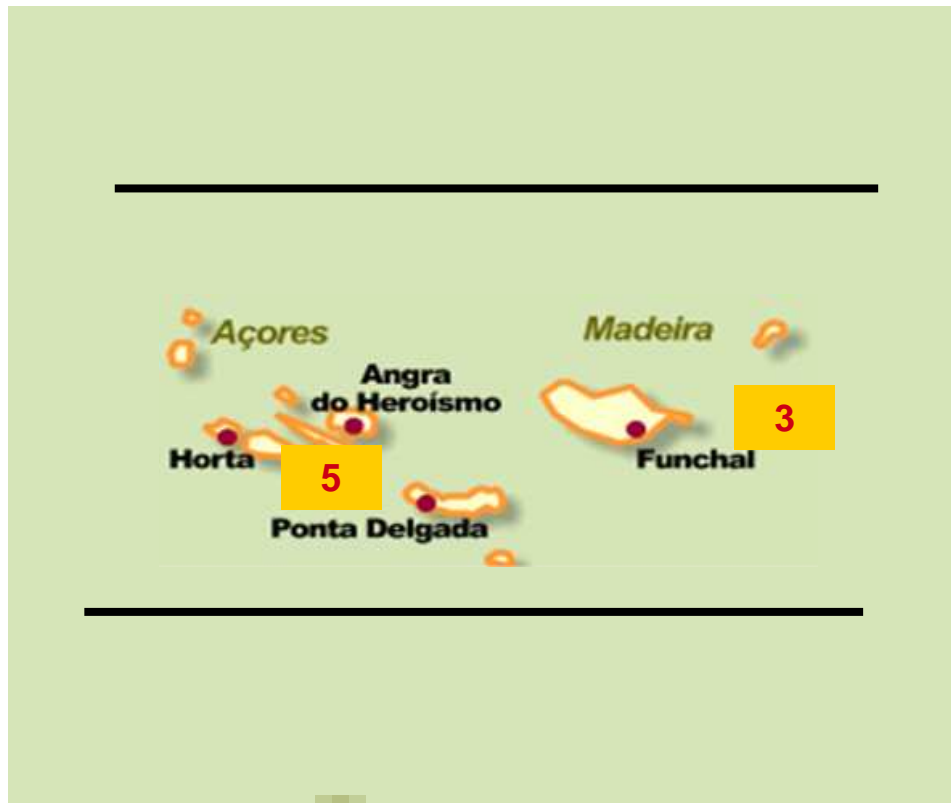 Açores
Madeira
Angra
do Heroísmo
Horta
5
Ponta Delgada
3
Funchal